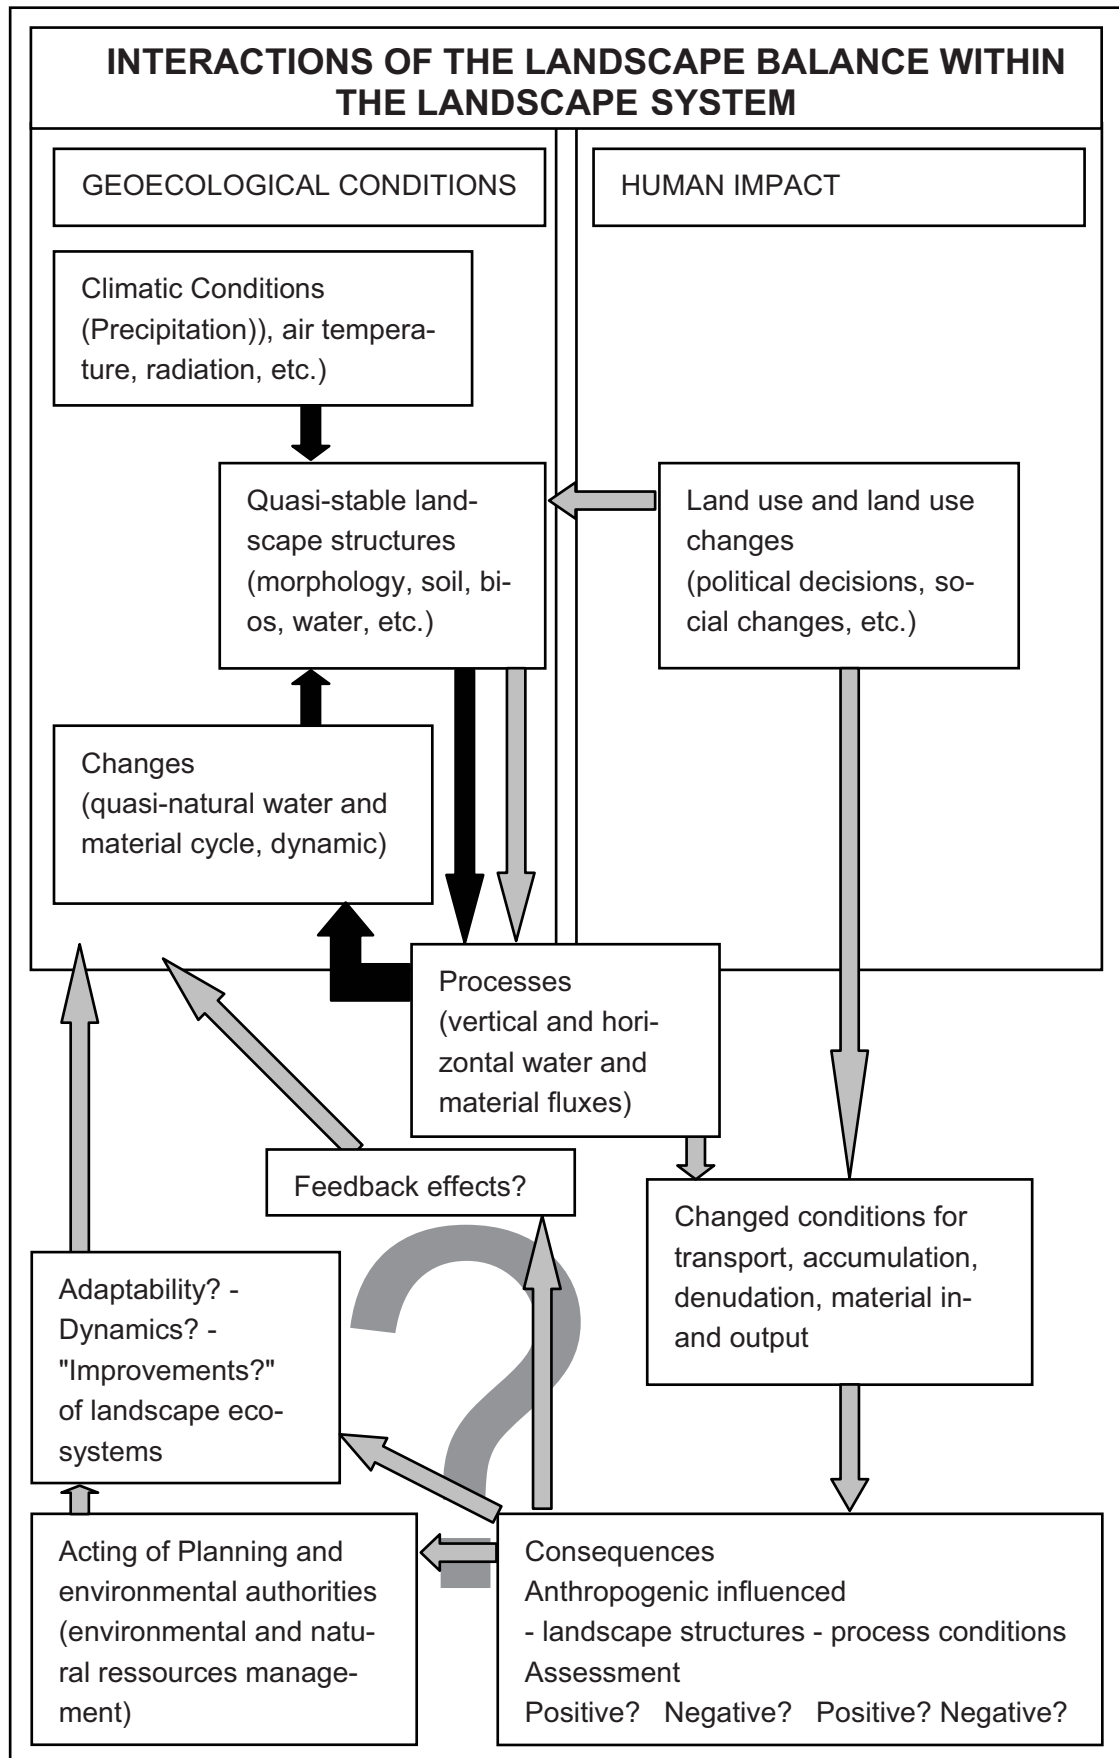 INTERACTIONS OF THE LANDSCAPE BALANCE WITHIN
THE LANDSCAPE SYSTEM
GEOECOLOGICAL CONDITIONS
HUMAN IMPACT
Climatic Conditions
(Precipitation)), air tempera-
ture, radiation, etc.)
Quasi-stable land-
scape structures
(morphology, soil, bi-
os, water, etc.)
Land use and land use
changes
(political decisions, so-
cial changes, etc.)
Changes
(quasi-natural water and
material cycle, dynamic)
Processes
(vertical and hori-
zontal water and
material fluxes)
Feedback effects?
Changed conditions for
transport, accumulation,
denudation, material in-
and output
?
Adaptability? -
Dynamics? -
"Improvements?"
of landscape eco-
systems
Acting of Planning and
environmental authorities
(environmental and natu-
ral ressources manage-
ment)
Consequences
Anthropogenic influenced
- landscape structures - process conditions
Assessment
Positive? Negative? Positive? Negative?